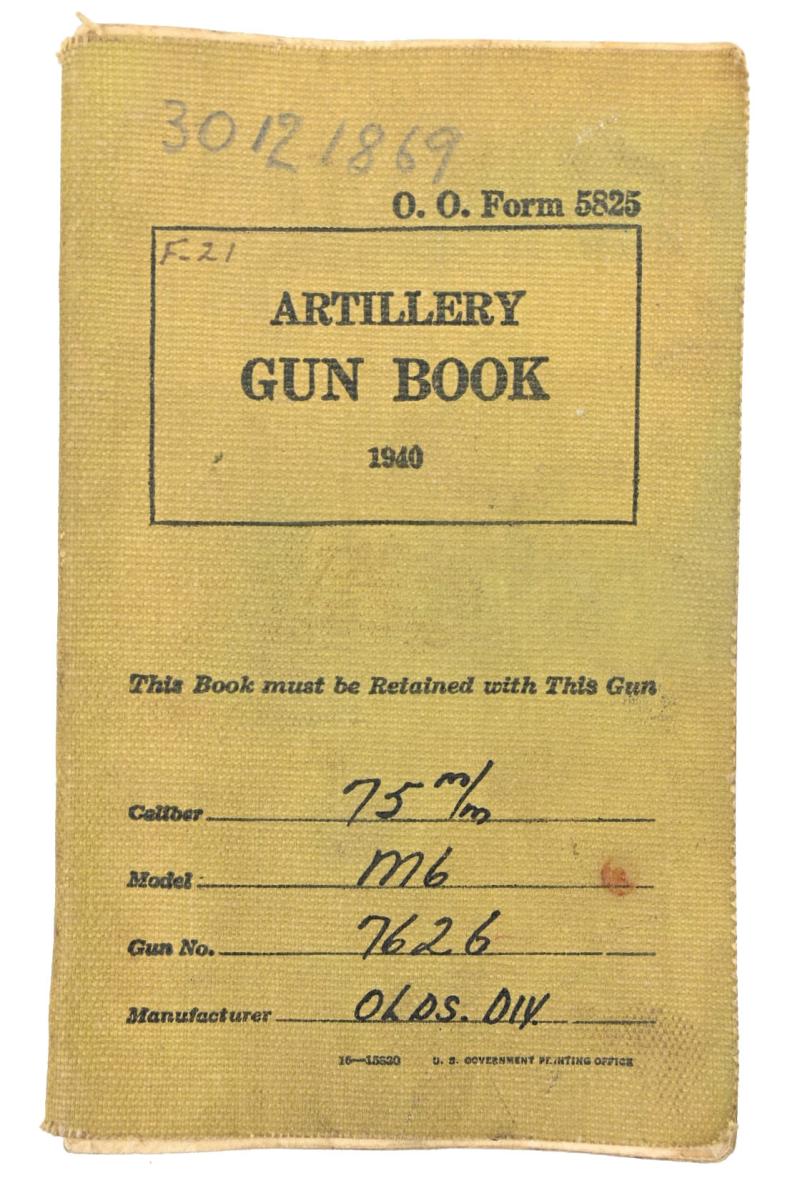 30121869
O. O. Form 5825
F-21
ARTILLERY
GUN BOOK
1940
This Book must be Retained with This Gun
Caliber 75 m/m
Model M6
Gun No. 7626
Manufacturer OLDS. DIV.
16—15830 U. S. GOVERNMENT PRINTING OFFICE